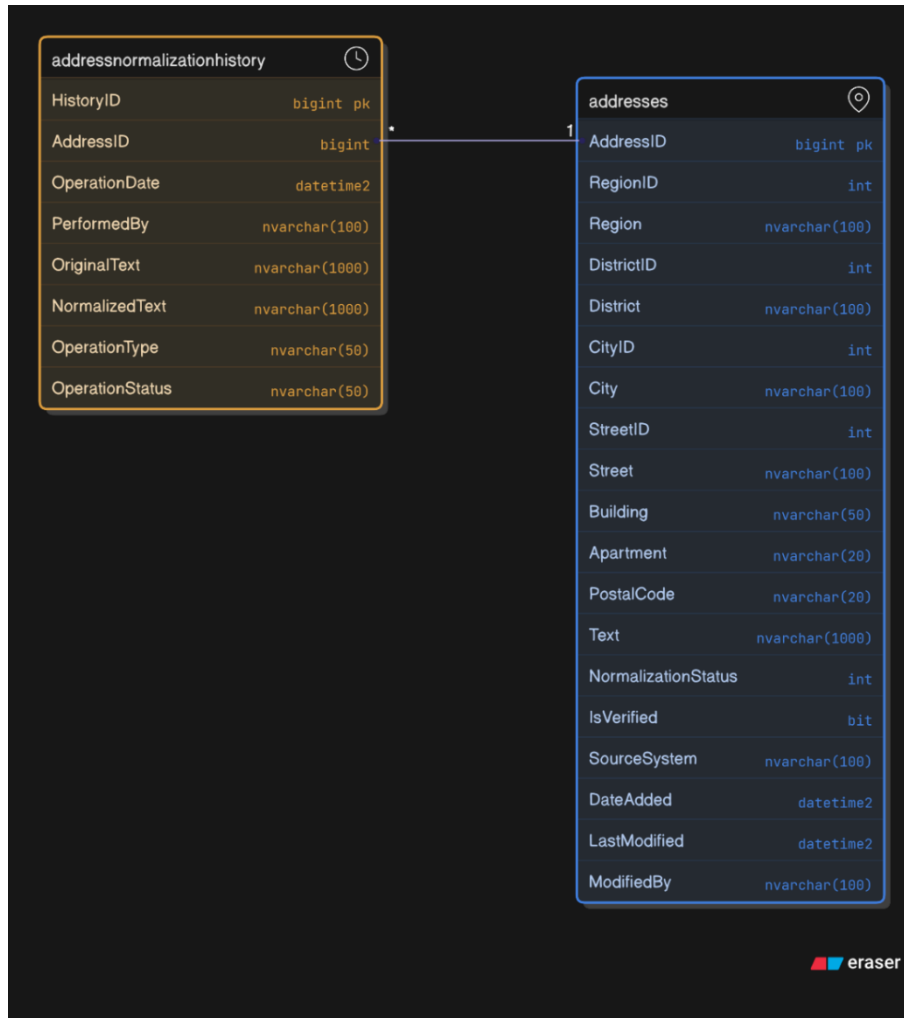 addressnormalizationhistory
HistoryID bigint pk
AddressID bigint
OperationDate datetime2
PerformedBy nvarchar(100)
OriginalText nvarchar(1000)
NormalizedText nvarchar(1000)
OperationType nvarchar(50)
OperationStatus nvarchar(50)
* 1
addresses
AddressID bigint pk
RegionID int
Region nvarchar(100)
DistrictID int
District nvarchar(100)
CityID int
City nvarchar(100)
StreetID int
Street nvarchar(100)
Building nvarchar(50)
Apartment nvarchar(20)
PostalCode nvarchar(20)
Text nvarchar(1000)
NormalizationStatus int
IsVerified bit
SourceSystem nvarchar(100)
DateAdded datetime2
LastModified datetime2
ModifiedBy nvarchar(100)
eraser